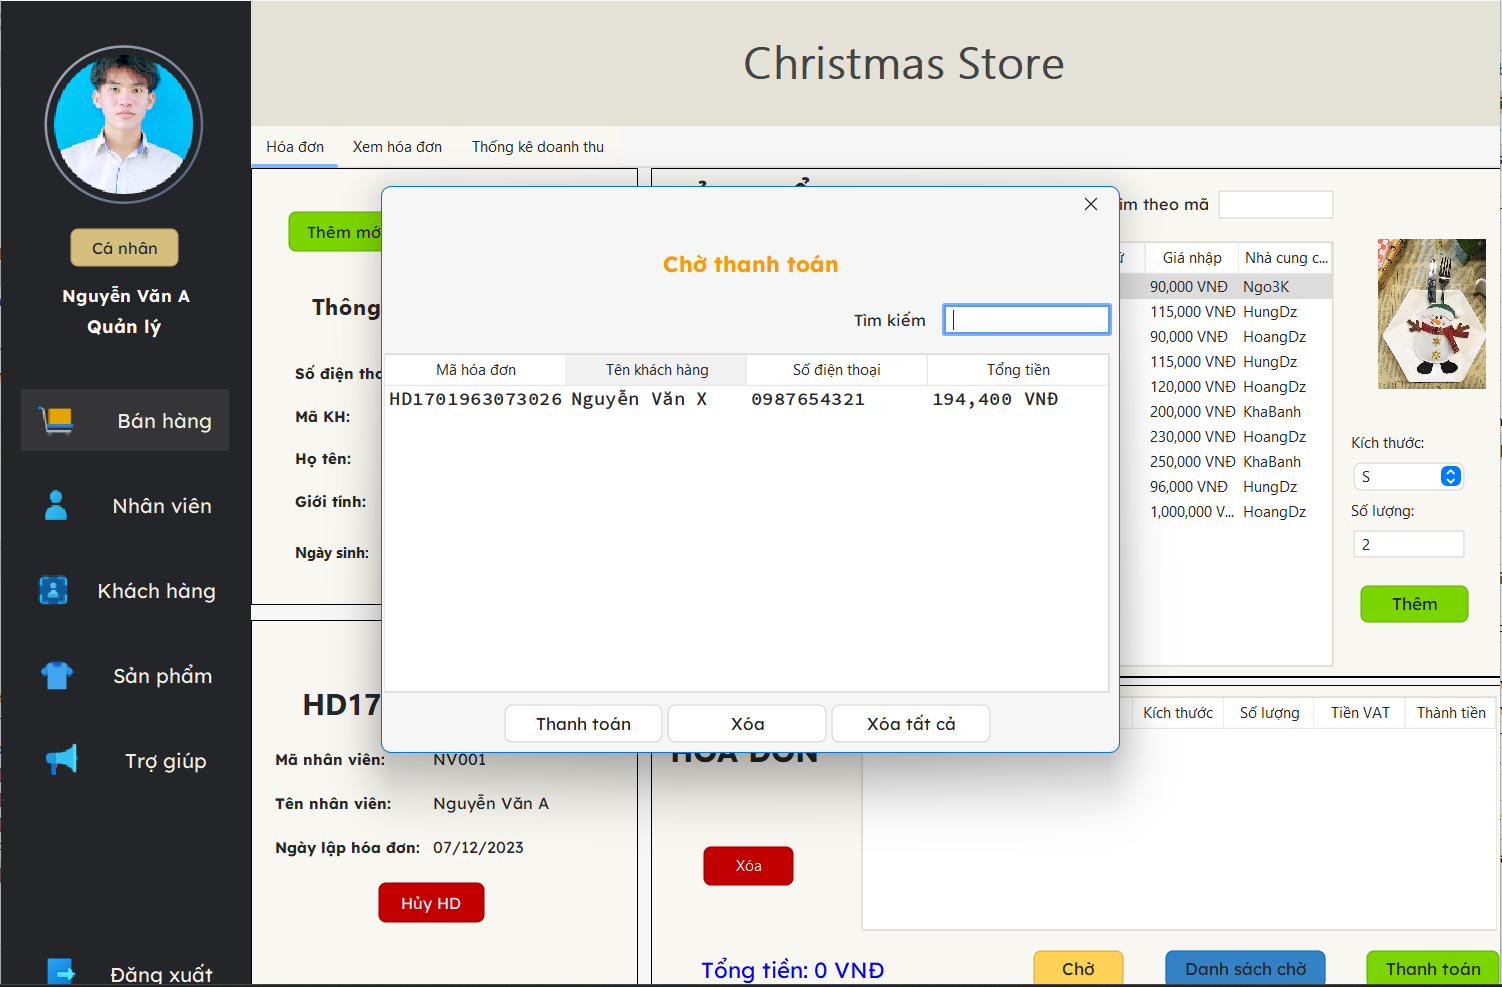 Christmas Store
Cá nhân
Nguyễn Văn A
Quản lý
Bán hàng
Nhân viên
Khách hàng
Sản phẩm
Trợ giúp
Đăng xuất
Hóa đơn
Xem hóa đơn
Thống kê doanh thu
Thêm mớ
Thông
Số điện tho
Mã KH:
Họ tên:
Giới tính:
Ngày sinh:
Chờ thanh toán
Tìm kiếm
Mã hóa đơn Tên khách hàng Số điện thoại Tổng tiền
HD1701963073026 Nguyễn Văn X 0987654321 194,400 VNĐ
Thanh toán Xóa Xóa tất cả
ìm theo mã
Giá nhập Nhà cung c...
90,000 VNĐ Ngo3K
115,000 VNĐ HungDz
90,000 VNĐ HoangDz
115,000 VNĐ HungDz
120,000 VNĐ HoangDz
200,000 VNĐ KhaBanh
230,000 VNĐ HoangDz
250,000 VNĐ KhaBanh
96,000 VNĐ HungDz
1,000,000 V... HoangDz
Kích thước:
S
Số lượng:
2
Thêm
HD17
Mã nhân viên: NV001
Tên nhân viên: Nguyễn Văn A
Ngày lập hóa đơn: 07/12/2023
Hủy HD
HÓA ĐƠN
Kích thước Số lượng Tiền VAT Thành tiền
Xóa
Tổng tiền: 0 VNĐ
Chờ Danh sách chờ Thanh toán